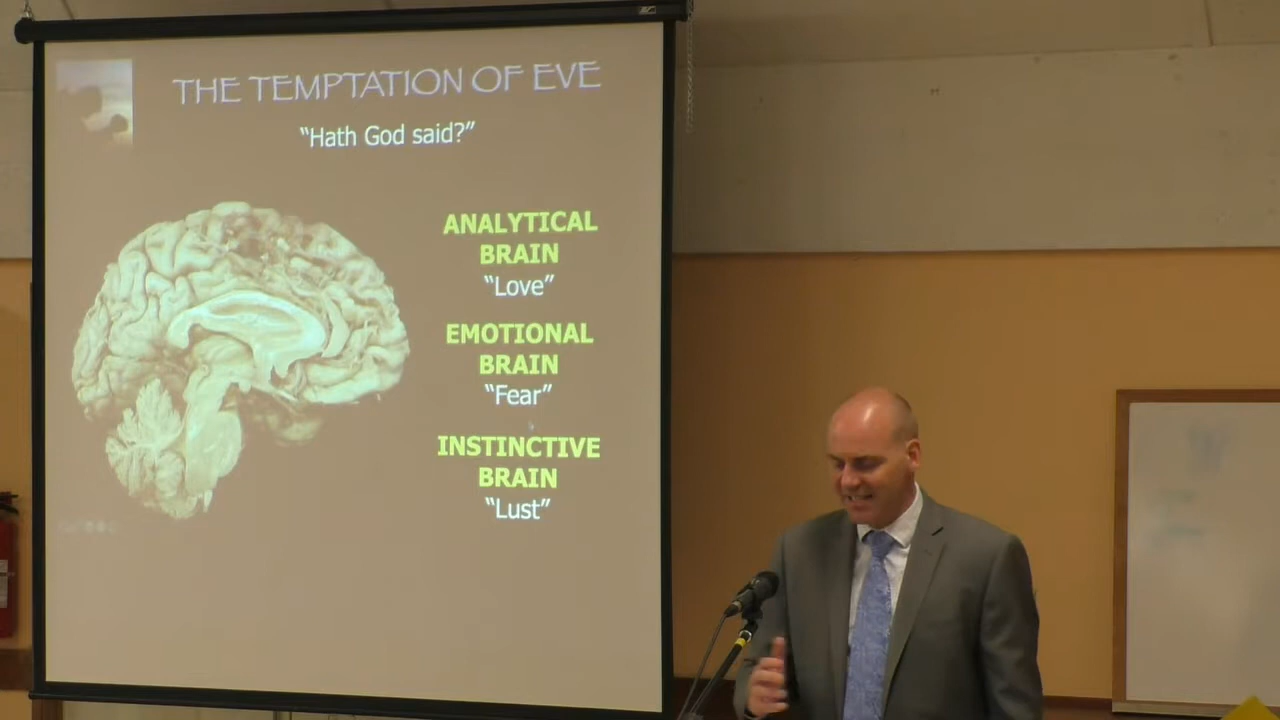 THE TEMPTATION OF EVE
“Hath God said?”
ANALYTICAL
BRAIN
“Love”
EMOTIONAL
BRAIN
“Fear”
INSTINCTIVE
BRAIN
“Lust”